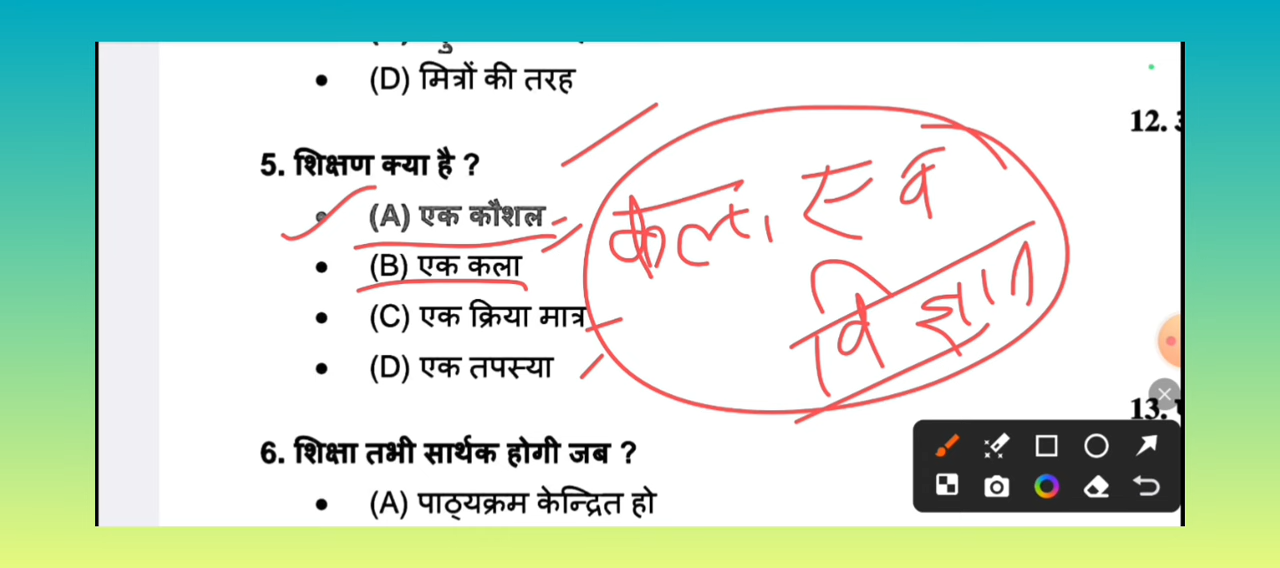 (D) मित्रों की तरह
12.
5. शिक्षण क्या है ?
(A) एक कौशल
(B) एक कला
(C) एक क्रिया मात्र
(D) एक तपस्या
कला एवं
विज्ञान
13.
6. शिक्षा तभी सार्थक होगी जब ?
(A) पाठ्यक्रम केन्द्रित हो